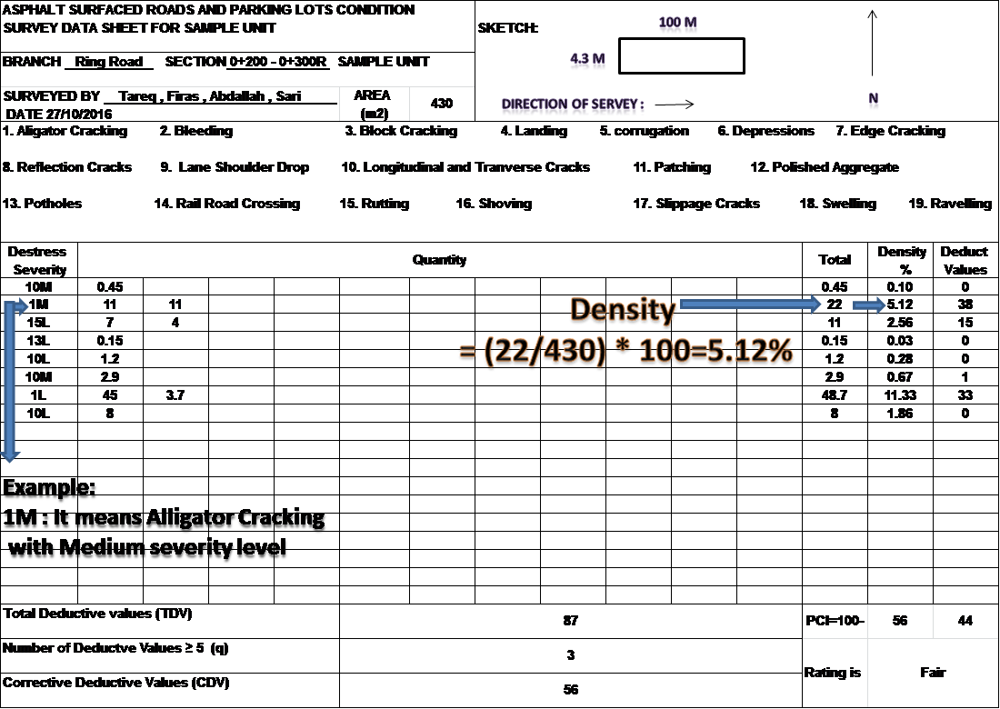 ASPHALT SURFACED ROADS AND PARKING LOTS CONDITION
SURVEY DATA SHEET FOR SAMPLE UNIT
SKETCH:
100 M
4.3 M
BRANCH Ring Road SECTION 0+200 - 0+300R SAMPLE UNIT
SURVEYED BY Tareq , Firas , Abdallah , Sari
DATE 27/10/2016
AREA
(m2)
430
DIRECTION OF SERVEY :
N
1. Aligator Cracking 2. Bleeding 3. Block Cracking 4. Landing 5. corrugation 6. Depressions 7. Edge Cracking
8. Reflection Cracks 9. Lane Shoulder Drop 10. Longitudinal and Tranverse Cracks 11. Patching 12. Polished Aggregate
13. Potholes 14. Rail Road Crossing 15. Rutting 16. Shoving 17. Slippage Cracks 18. Swelling 19. Ravelling
Destress
Severity
Quantity
Total
Density
%
Deduct
Values
10M 0.45 0.45 0.10 0
1M 11 11 22 5.12 38
15L 7 4 11 2.56 15
13L 0.15 0.15 0.03 0
10L 1.2 1.2 0.28 0
10M 2.9 2.9 0.67 1
1L 45 3.7 48.7 11.33 33
10L 8 8 1.86 0
Density
= (22/430) * 100=5.12%
Example:
1M : It means Alligator Cracking
with Medium severity level
Total Deductive values (TDV) 87 PCI=100- 56 44
Number of Deductve Values ≥ 5 (q) 3
Corrective Deductive Values (CDV) 56
Rating is Fair